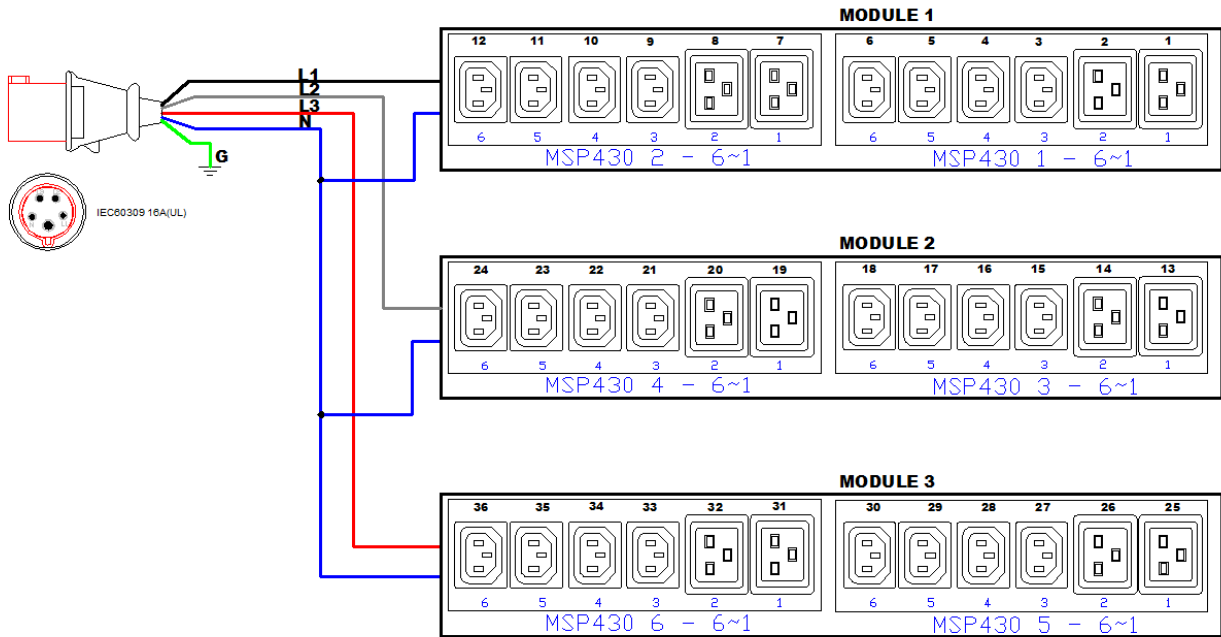 MODULE 1
12 11 10 9 8 7 6 5 4 3 2 1
6 5 4 3 2 1 6 5 4 3 2 1
MSP430 2 - 6~1 MSP430 1 - 6~1
L1
L2
L3
N
G
IEC60309 16A(UL)
MODULE 2
24 23 22 21 20 19 18 17 16 15 14 13
6 5 4 3 2 1 6 5 4 3 2 1
MSP430 4 - 6~1 MSP430 3 - 6~1
MODULE 3
36 35 34 33 32 31 30 29 28 27 26 25
6 5 4 3 2 1 6 5 4 3 2 1
MSP430 6 - 6~1 MSP430 5 - 6~1